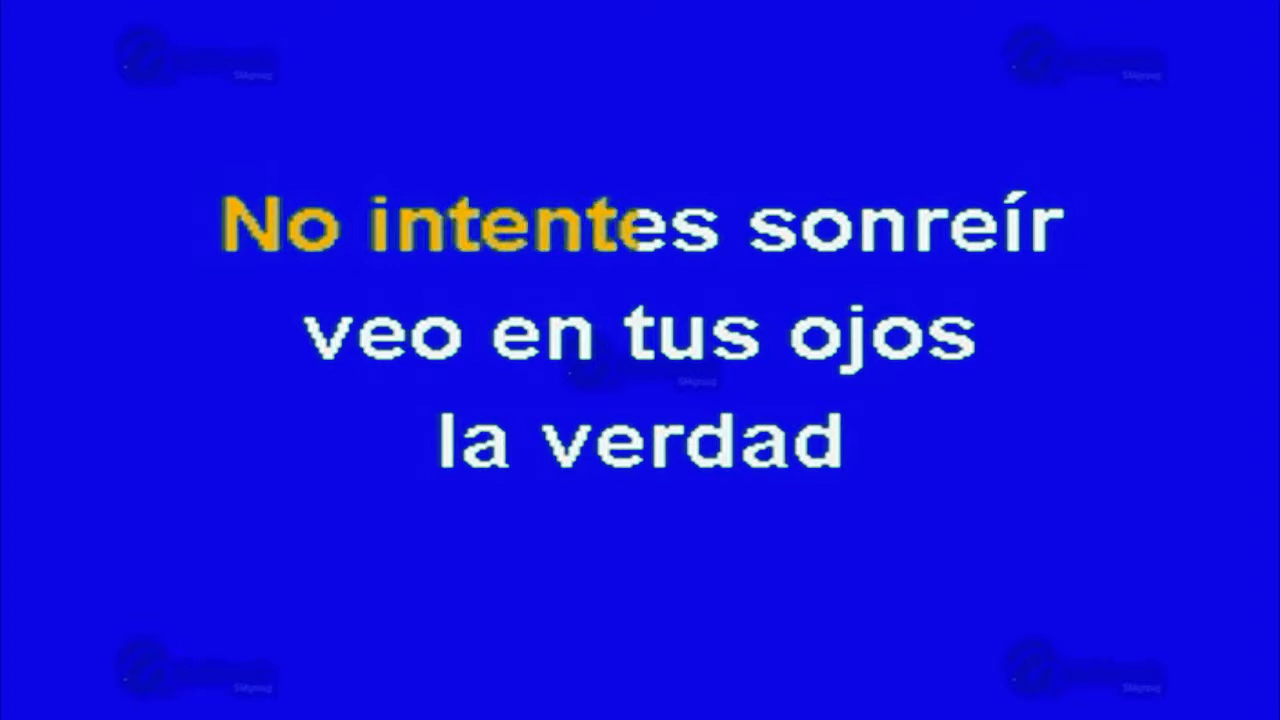 No intentes sonreír
veo en tus ojos
la verdad